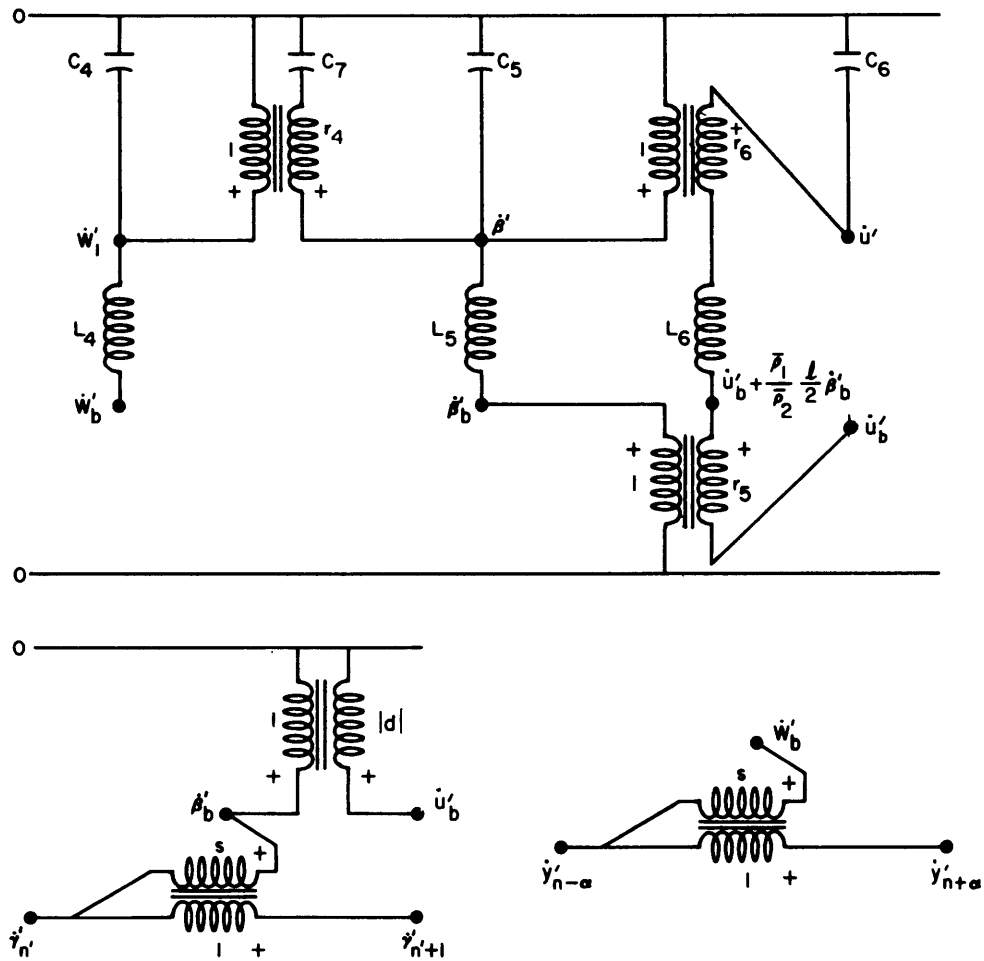 0
C4 C7 C5 C6
1 r4 1 + r6
+ + +
Ẇ'1 β̇' u̇'
L4 L5 L6
u̇'b + ρ̄1/ρ̄2 ℓ/2 β̇'b
Ẇ'b β̇'b u̇'b
+ +
1 r5
0
0
1 |d|
+ +
β̇'b u̇'b
s +
γ̇'n' γ̇'n'+1
1 +
Ẇ'b
s +
ẏ'n-α ẏ'n+α
1 +